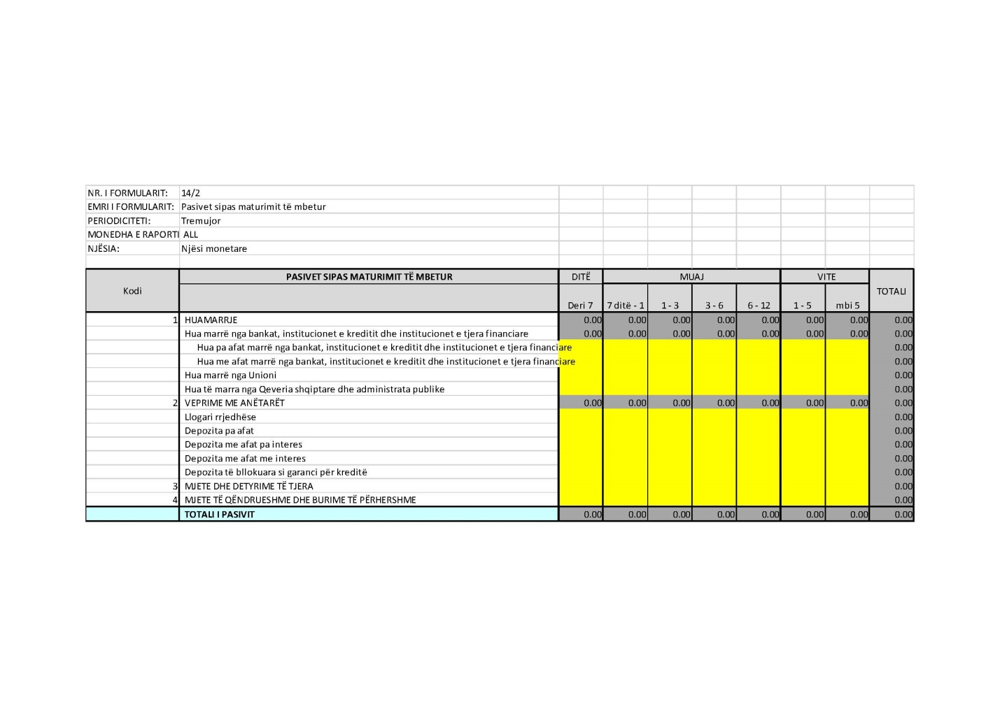 NR. I FORMULARIT: 14/2
EMRI I FORMULARIT: Pasivet sipas maturimit të mbetur
PERIODICITETI: Tremujor
MONEDHA E RAPORTI ALL
NJËSIA: Njësi monetare
Kodi PASIVET SIPAS MATURIMIT TË MBETUR DITË MUAJ VITE TOTALI
Deri 7 7 ditë - 1 1 - 3 3 - 6 6 - 12 1 - 5 mbi 5
1 HUAMARRJE 0.00 0.00 0.00 0.00 0.00 0.00 0.00 0.00
Hua marrë nga bankat, institucionet e kreditit dhe institucionet e tjera financiare 0.00 0.00 0.00 0.00 0.00 0.00 0.00 0.00
Hua pa afat marrë nga bankat, institucionet e kreditit dhe institucionet e tjera financiare 0.00
Hua me afat marrë nga bankat, institucionet e kreditit dhe institucionet e tjera financiare 0.00
Hua marrë nga Unioni 0.00
Hua të marra nga Qeveria shqiptare dhe administrata publike 0.00
2 VEPRIME ME ANËTARËT 0.00 0.00 0.00 0.00 0.00 0.00 0.00 0.00
Llogari rrjedhëse 0.00
Depozita pa afat 0.00
Depozita me afat pa interes 0.00
Depozita me afat me interes 0.00
Depozita të bllokuara si garanci për kreditë 0.00
3 MJETE DHE DETYRIME TË TJERA 0.00
4 MJETE TË QËNDRUESHME DHE BURIME TË PËRHERSHME 0.00
TOTALI I PASIVIT 0.00 0.00 0.00 0.00 0.00 0.00 0.00 0.00